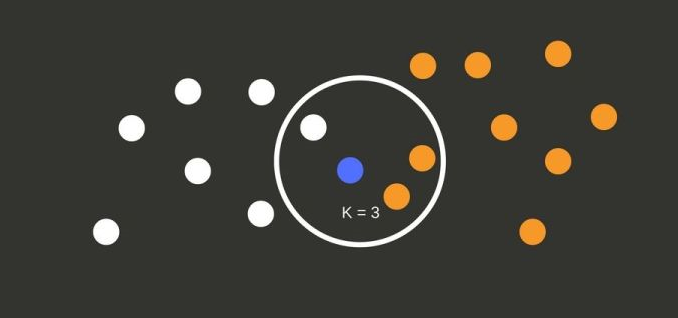 K = 3